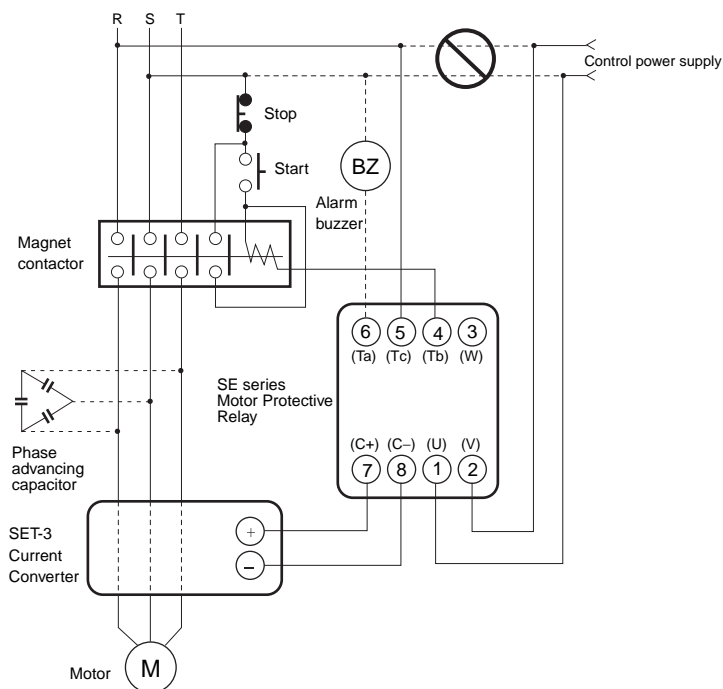 R S T
Control power supply
Stop
Start
BZ
Alarm
buzzer
Magnet
contactor
6 5 4 3
(Ta) (Tc) (Tb) (W)
SE series
Motor Protective
Relay
(C+) (C−) (U) (V)
7 8 1 2
Phase
advancing
capacitor
SET-3
Current
Converter
+
−
Motor
M